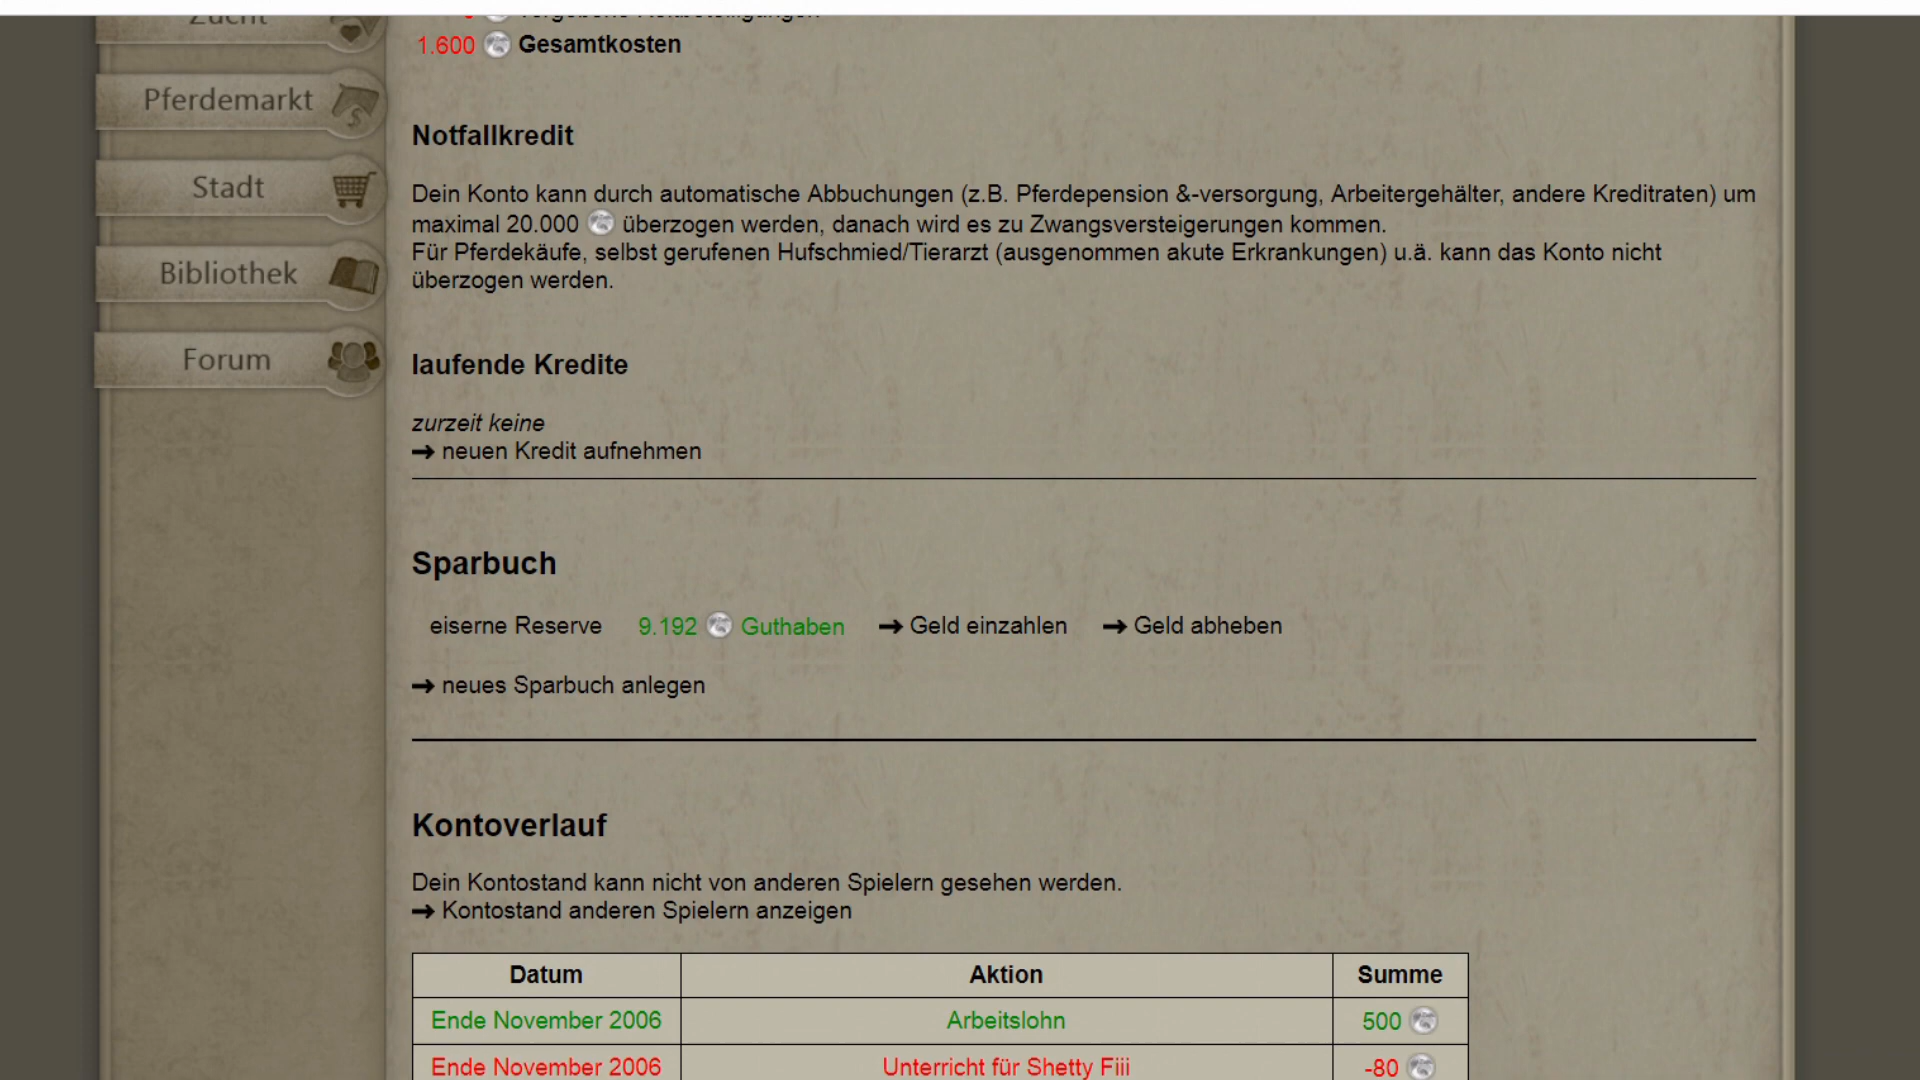 Zucht
1.600 Gesamtkosten
Pferdemarkt
Stadt
Bibliothek
Forum
Notfallkredit
Dein Konto kann durch automatische Abbuchungen (z.B. Pferdepension &-versorgung, Arbeitergehälter, andere Kreditraten) um
maximal 20.000 überzogen werden, danach wird es zu Zwangsversteigerungen kommen.
Für Pferdekäufe, selbst gerufenen Hufschmied/Tierarzt (ausgenommen akute Erkrankungen) u.ä. kann das Konto nicht
überzogen werden.
laufende Kredite
zurzeit keine
→ neuen Kredit aufnehmen
Sparbuch
eiserne Reserve 9.192 Guthaben → Geld einzahlen → Geld abheben
→ neues Sparbuch anlegen
Kontoverlauf
Dein Kontostand kann nicht von anderen Spielern gesehen werden.
→ Kontostand anderen Spielern anzeigen
Datum Aktion Summe
Ende November 2006 Arbeitslohn 500
Ende November 2006 Unterricht für Shetty Fiii -80